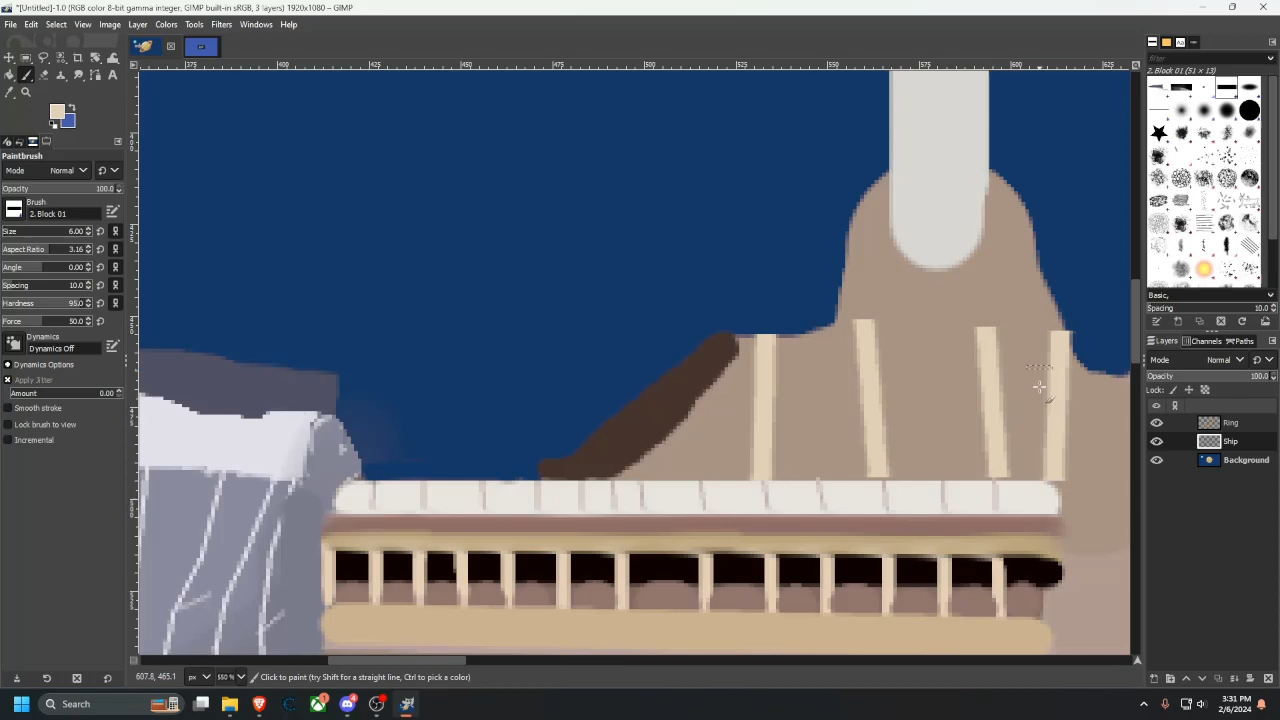 *[Untitled]-1.0 (RGB color 8-bit gamma integer, GIMP built-in sRGB, 3 layers) 1920x1080 – GIMP
File Edit Select View Image Layer Colors Tools Filters Windows Help
375 400 425 450 475 500 525 550 575 600 625
Paintbrush
Mode Normal
Opacity 100.0
Brush
2. Block 01
Size 6.00
Aspect Ratio 3.16
Angle 0.00
Spacing 10.0
Hardness 95.0
Force 50.0
Dynamics
Dynamics Off
Dynamics Options
Apply Jitter
Amount 0.00
Smooth stroke
Lock brush to view
Incremental
filter
2. Block 01 (51 × 13)
Basic,
Spacing 10.0
Layers Channels Paths
Mode Normal
Opacity 100.0
Lock:
Ring
Ship
Background
607.8, 465.1 px 550 % Click to paint (try Shift for a straight line, Ctrl to pick a color)
Search
3:31 PM
2/6/2024